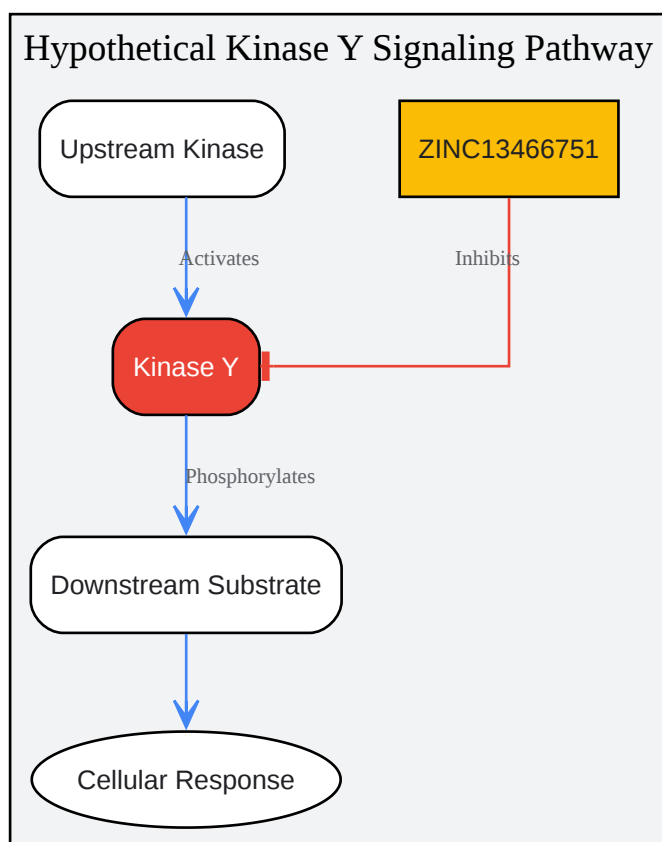 Hypothetical Kinase Y Signaling Pathway
Upstream Kinase
ZINC13466751
Activates
Inhibits
Kinase Y
Phosphorylates
Downstream Substrate
Cellular Response